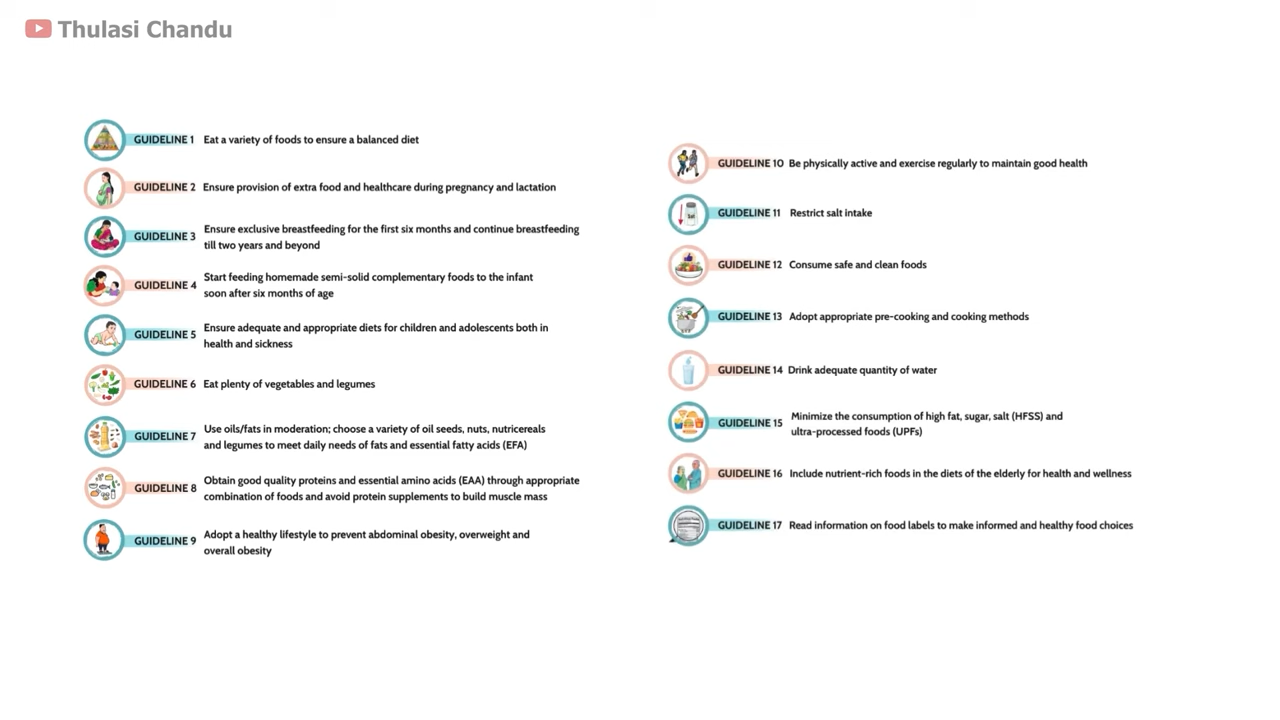 Thulasi Chandu
GUIDELINE 1 Eat a variety of foods to ensure a balanced diet
GUIDELINE 2 Ensure provision of extra food and healthcare during pregnancy and lactation
GUIDELINE 3 Ensure exclusive breastfeeding for the first six months and continue breastfeeding
till two years and beyond
GUIDELINE 4 Start feeding homemade semi-solid complementary foods to the infant
soon after six months of age
GUIDELINE 5 Ensure adequate and appropriate diets for children and adolescents both in
health and sickness
GUIDELINE 6 Eat plenty of vegetables and legumes
GUIDELINE 7 Use oils/fats in moderation; choose a variety of oil seeds, nuts, nutricereals
and legumes to meet daily needs of fats and essential fatty acids (EFA)
GUIDELINE 8 Obtain good quality proteins and essential amino acids (EAA) through appropriate
combination of foods and avoid protein supplements to build muscle mass
GUIDELINE 9 Adopt a healthy lifestyle to prevent abdominal obesity, overweight and
overall obesity
GUIDELINE 10 Be physically active and exercise regularly to maintain good health
GUIDELINE 11 Restrict salt intake
Salt
GUIDELINE 12 Consume safe and clean foods
GUIDELINE 13 Adopt appropriate pre-cooking and cooking methods
GUIDELINE 14 Drink adequate quantity of water
GUIDELINE 15 Minimize the consumption of high fat, sugar, salt (HFSS) and
ultra-processed foods (UPFs)
GUIDELINE 16 Include nutrient-rich foods in the diets of the elderly for health and wellness
GUIDELINE 17 Read information on food labels to make informed and healthy food choices